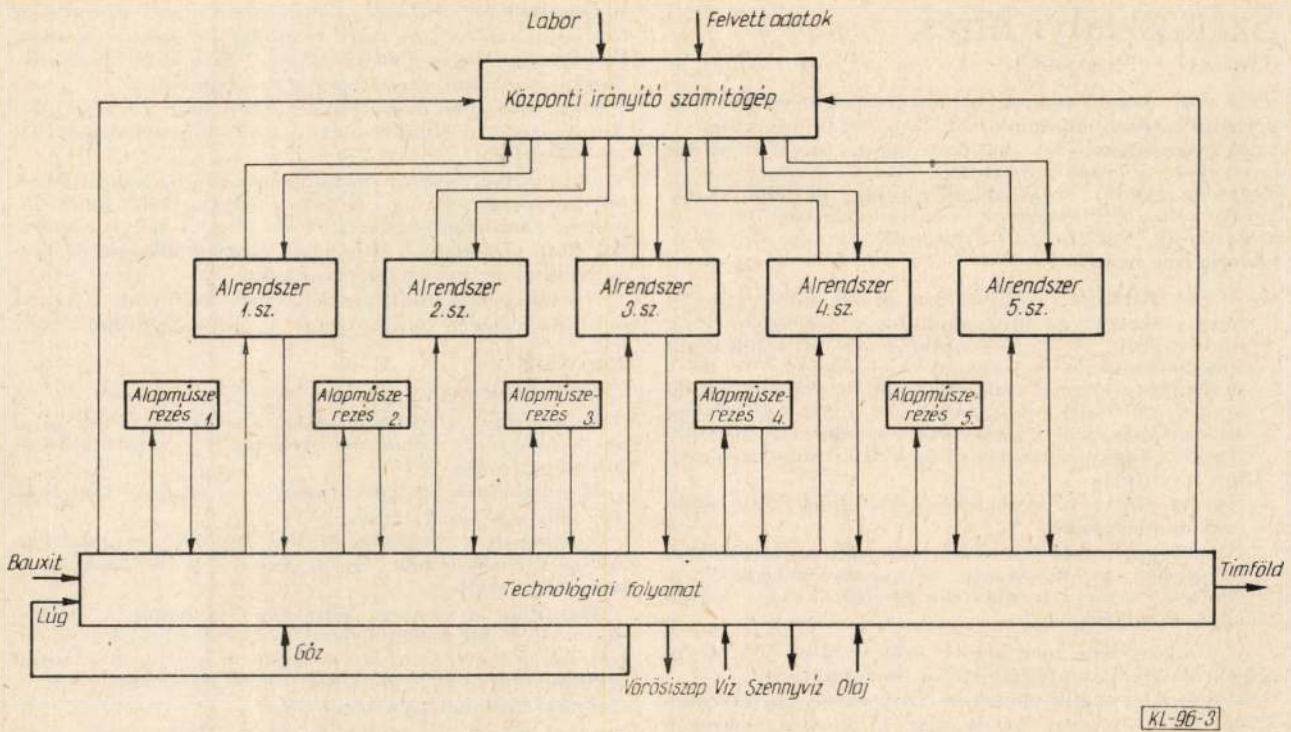 Labor
Felvett adatok
Központi irányító számítógép
Alrendszer
1. sz.
Alrendszer
2. sz.
Alrendszer
3. sz.
Alrendszer
4. sz.
Alrendszer
5. sz.
Alapműsze-
rezés 1.
Alapműsze-
rezés 2.
Alapműsze-
rezés 3.
Alapműsze-
rezés 4.
Alapműsze-
rezés 5.
Bauxit
Lúg
Technológiai folyamat
Timföld
Gőz
Vörösiszap
Víz
Szennyvíz
Olaj
KL-96-3